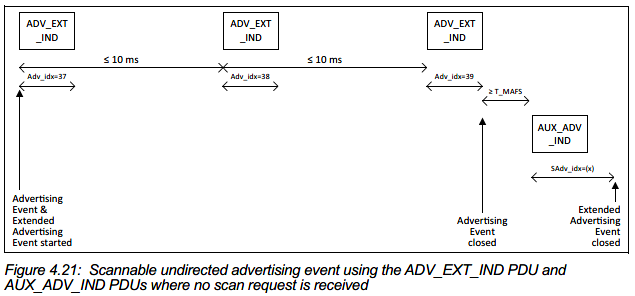 ADV_EXT
_IND
ADV_EXT
_IND
ADV_EXT
_IND
≤ 10 ms
≤ 10 ms
Adv_idx=37
Adv_idx=38
Adv_idx=39
≥ T_MAFS
AUX_ADV
_IND
SAdv_idx=(x)
Advertising
Event &
Extended
Advertising
Event started
Advertising
Event
closed
Extended
Advertising
Event
closed
Figure 4.21: Scannable undirected advertising event using the ADV_EXT_IND PDU and
AUX_ADV_IND PDUs where no scan request is received